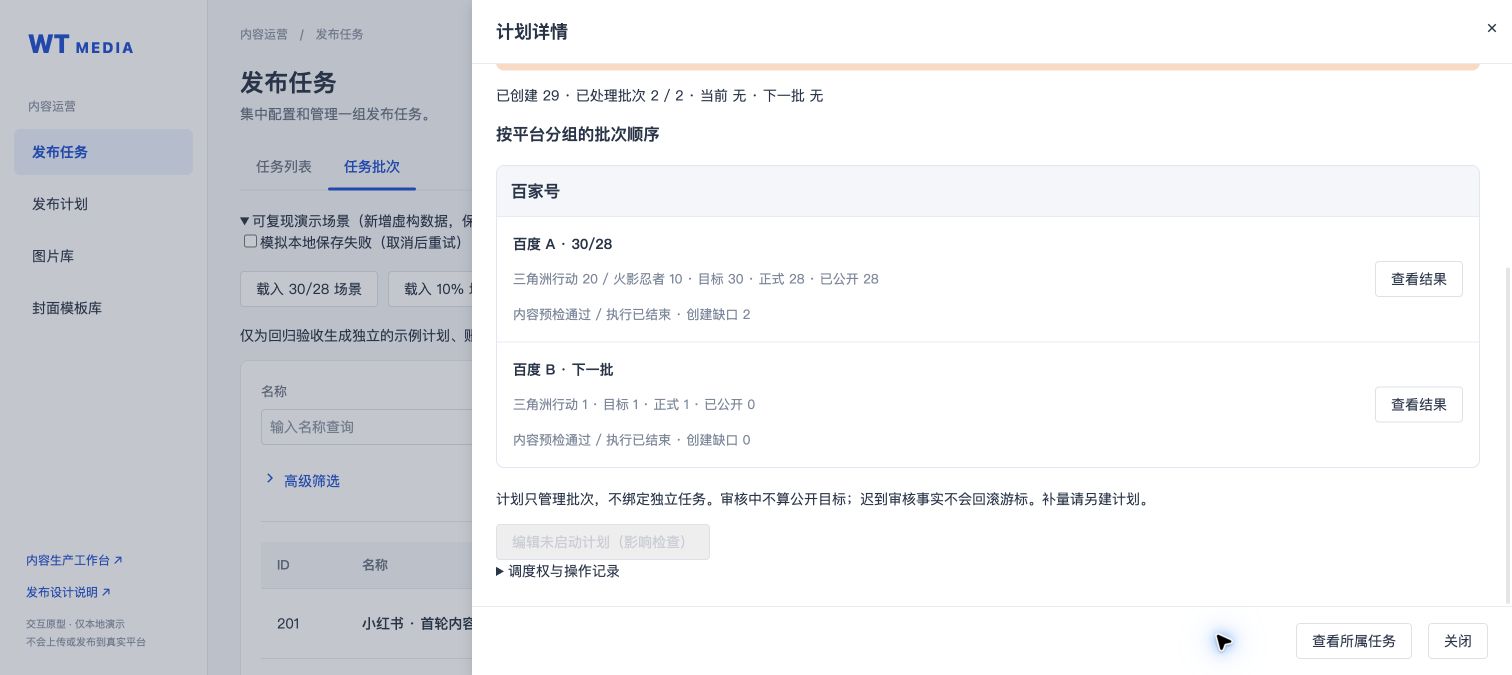 WT MEDIA
内容运营
发布任务
发布计划
图片库
封面模板库
内容生产工作台 ↗
发布设计说明 ↗
交互原型 · 仅本地演示
不会上传或发布到真实平台
内容运营 / 发布任务
发布任务
集中配置和管理一组发布任务。
任务列表 任务批次
▼可复现演示场景（新增虚构数据，保
模拟本地保存失败（取消后重试）
载入 30/28 场景 载入 10%
仅为回归验收生成独立的示例计划、账
名称
输入名称查询
高级筛选
ID 名称
201 小红书 · 首轮内容
计划详情 ×
已创建 29 · 已处理批次 2 / 2 · 当前 无 · 下一批 无
按平台分组的批次顺序
百家号
百度 A · 30/28
三角洲行动 20 / 火影忍者 10 · 目标 30 · 正式 28 · 已公开 28
内容预检通过 / 执行已结束 · 创建缺口 2
查看结果
百度 B · 下一批
三角洲行动 1 · 目标 1 · 正式 1 · 已公开 0
内容预检通过 / 执行已结束 · 创建缺口 0
查看结果
计划只管理批次，不绑定独立任务。审核中不算公开目标；迟到审核事实不会回滚游标。补量请另建计划。
编辑未启动计划（影响检查）
▶调度权与操作记录
查看所属任务 关闭